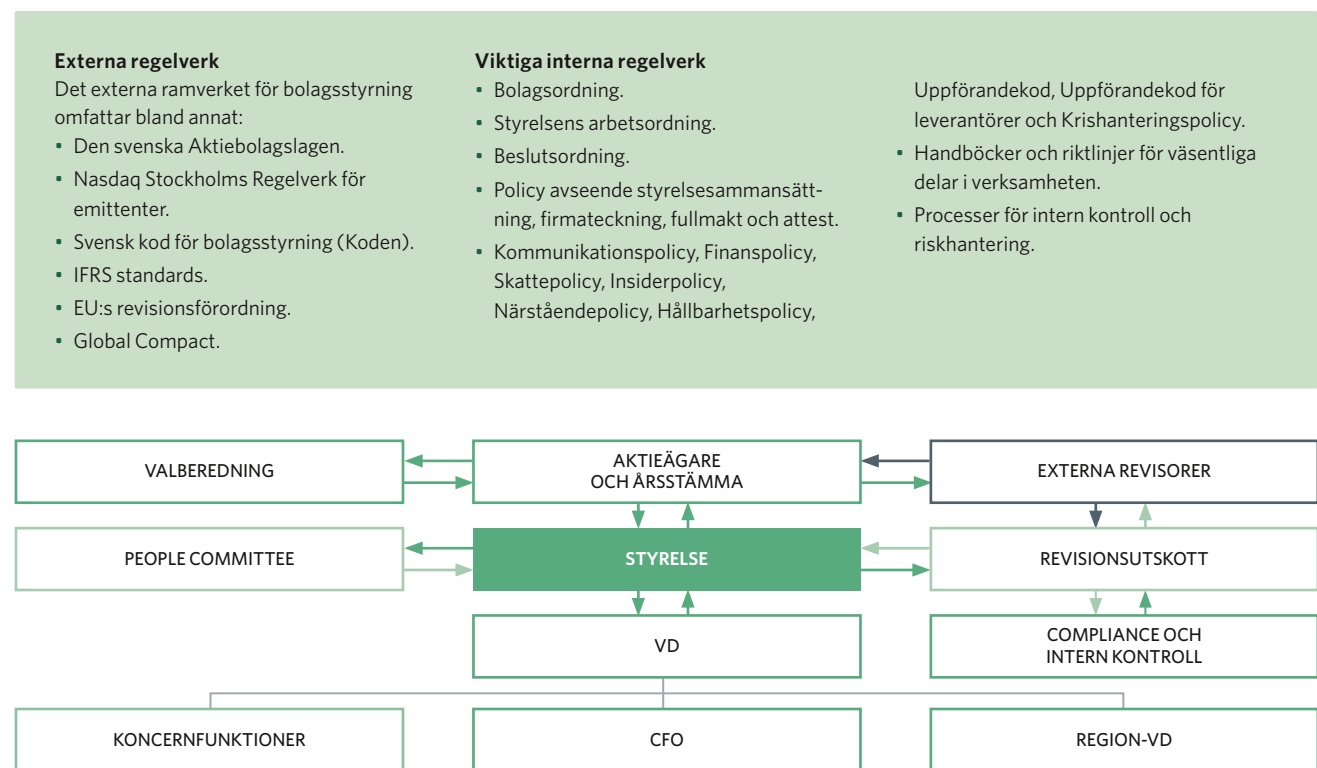 Externa regelverk
Det externa ramverket för bolagsstyrning
omfattar bland annat:
• Den svenska Aktiebolagslagen.
• Nasdaq Stockholms Regelverk för
emittenter.
• Svensk kod för bolagsstyrning (Koden).
• IFRS standards.
• EU:s revisionsförordning.
• Global Compact.
Viktiga interna regelverk
• Bolagsordning.
• Styrelsens arbetsordning.
• Beslutsordning.
• Policy avseende styrelsesammansätt-
ning, firmateckning, fullmakt och attest.
• Kommunikationspolicy, Finanspolicy,
Skattepolicy, Insiderpolicy,
Närståendepolicy, Hållbarhetspolicy,
Uppförandekod, Uppförandekod för
leverantörer och Krishanteringspolicy.
• Handböcker och riktlinjer för väsentliga
delar i verksamheten.
• Processer för intern kontroll och
riskhantering.
VALBEREDNING
AKTIEÄGARE
OCH ÅRSSTÄMMA
EXTERNA REVISORER
PEOPLE COMMITTEE
STYRELSE
REVISIONSUTSKOTT
VD
COMPLIANCE OCH
INTERN KONTROLL
KONCERNFUNKTIONER
CFO
REGION-VD